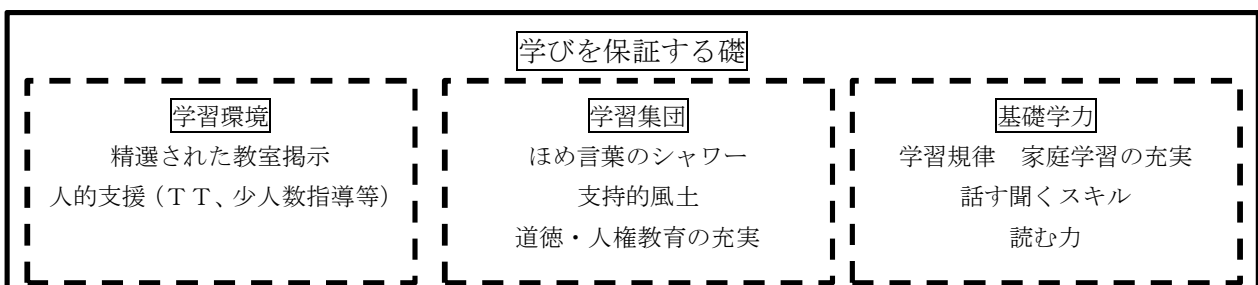 学びを保証する礎
学習環境
精選された教室掲示
人的支援（ＴＴ、少人数指導等）
学習集団
ほめ言葉のシャワー
支持的風土
道徳・人権教育の充実
基礎学力
学習規律　家庭学習の充実
話す聞くスキル
読む力